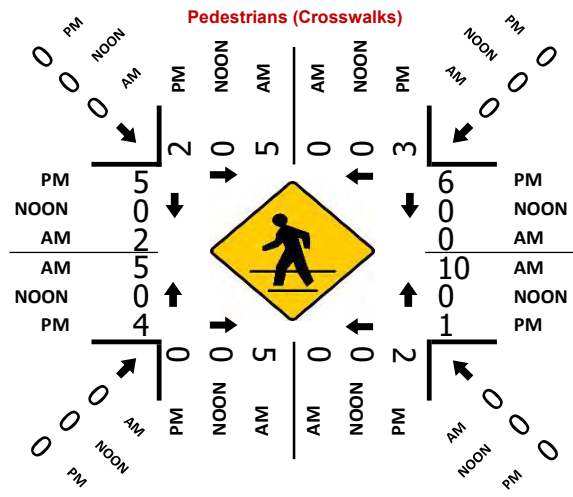 Pedestrians (Crosswalks)
0 PM
0 NOON
0 AM
PM NOON AM AM NOON PM
2 0 5 0 0 3
PM 0
NOON 0
AM 0
PM 5 6 PM
NOON 0 0 NOON
AM 2 0 AM
AM 5 10 AM
NOON 0 0 NOON
PM 4 1 PM
0 0 5 0 0 2
PM NOON AM AM NOON PM
0 AM
0 NOON
0 PM
AM 0
NOON 0
PM 0